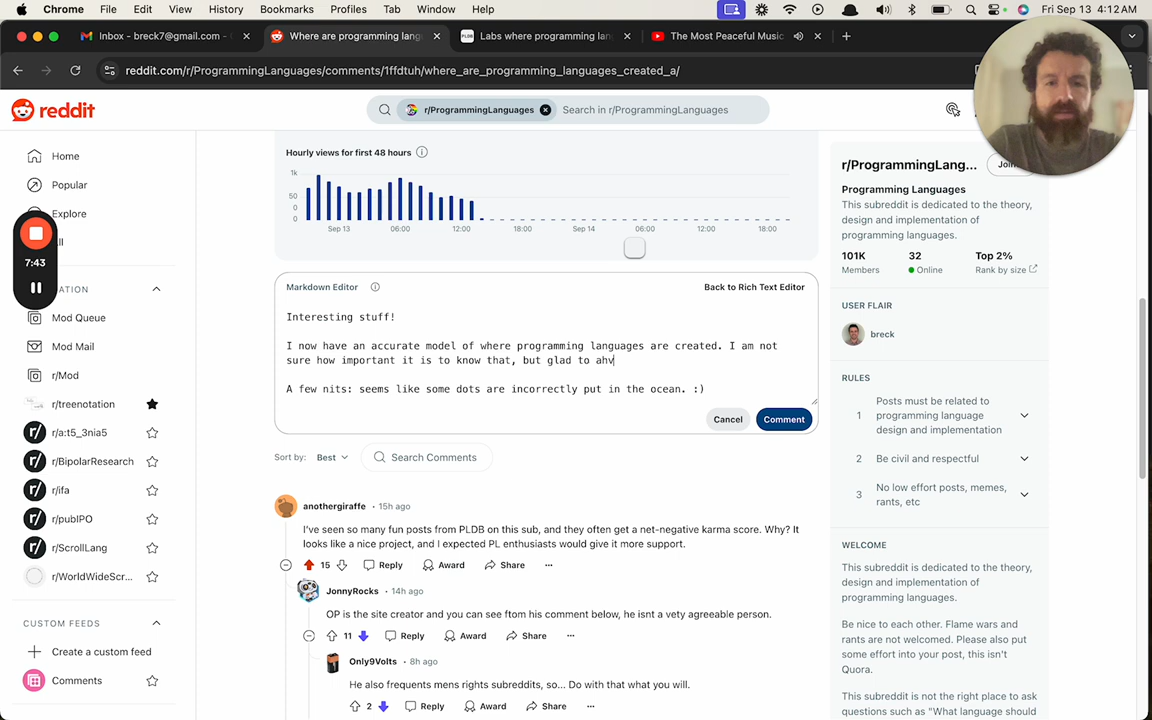 Chrome File Edit View History Bookmarks Profiles Tab Window Help Fri Sep 13 4:12 AM
Inbox - breck7@gmail.com - Where are programming lang PLDB Labs where programming lan The Most Peaceful Music
reddit.com/r/ProgrammingLanguages/comments/1ffdtuh/where_are_programming_languages_created_a/
reddit
r/ProgrammingLanguages Search in r/ProgrammingLanguages
Home
Popular
Explore
All
7:43
Mod Queue
Mod Mail
r/Mod
r/treenotation
r/a:t5_3nia5
r/BipolarResearch
r/ifa
r/pubIPO
r/ScrollLang
r/WorldWideScr...
CUSTOM FEEDS
Create a custom feed
Comments
Hourly views for first 48 hours
1k
50
0
0
Sep 13 06:00 12:00 18:00 Sep 14 06:00 12:00 18:00
Markdown Editor Back to Rich Text Editor
Interesting stuff!
I now have an accurate model of where programming languages are created. I am not
sure how important it is to know that, but glad to ahv
A few nits: seems like some dots are incorrectly put in the ocean. :)
Cancel Comment
Sort by: Best Search Comments
anothergiraffe • 15h ago
I've seen so many fun posts from PLDB on this sub, and they often get a net-negative karma score. Why? It
looks like a nice project, and I expected PL enthusiasts would give it more support.
15 Reply Award Share ...
JonnyRocks • 14h ago
OP is the site creator and you can see ftom his comment below, he isnt a vety agreeable person.
11 Reply Award Share ...
Only9Volts • 8h ago
He also frequents mens rights subreddits, so... Do with that what you will.
2 Reply Award Share ...
r/ProgrammingLang... Join
Programming Languages
This subreddit is dedicated to the theory,
design and implementation of
programming languages.
101K 32 Top 2%
Members Online Rank by size
USER FLAIR
breck
RULES
1 Posts must be related to
programming language
design and implementation
2 Be civil and respectful
3 No low effort posts, memes,
rants, etc
WELCOME
This subreddit is dedicated to the theory,
design and implementation of programming
languages.
Be nice to each other. Flame wars and
rants are not welcomed. Please also put
some effort into your post, this isn't
Quora.
This subreddit is not the right place to ask
questions such as "What language should